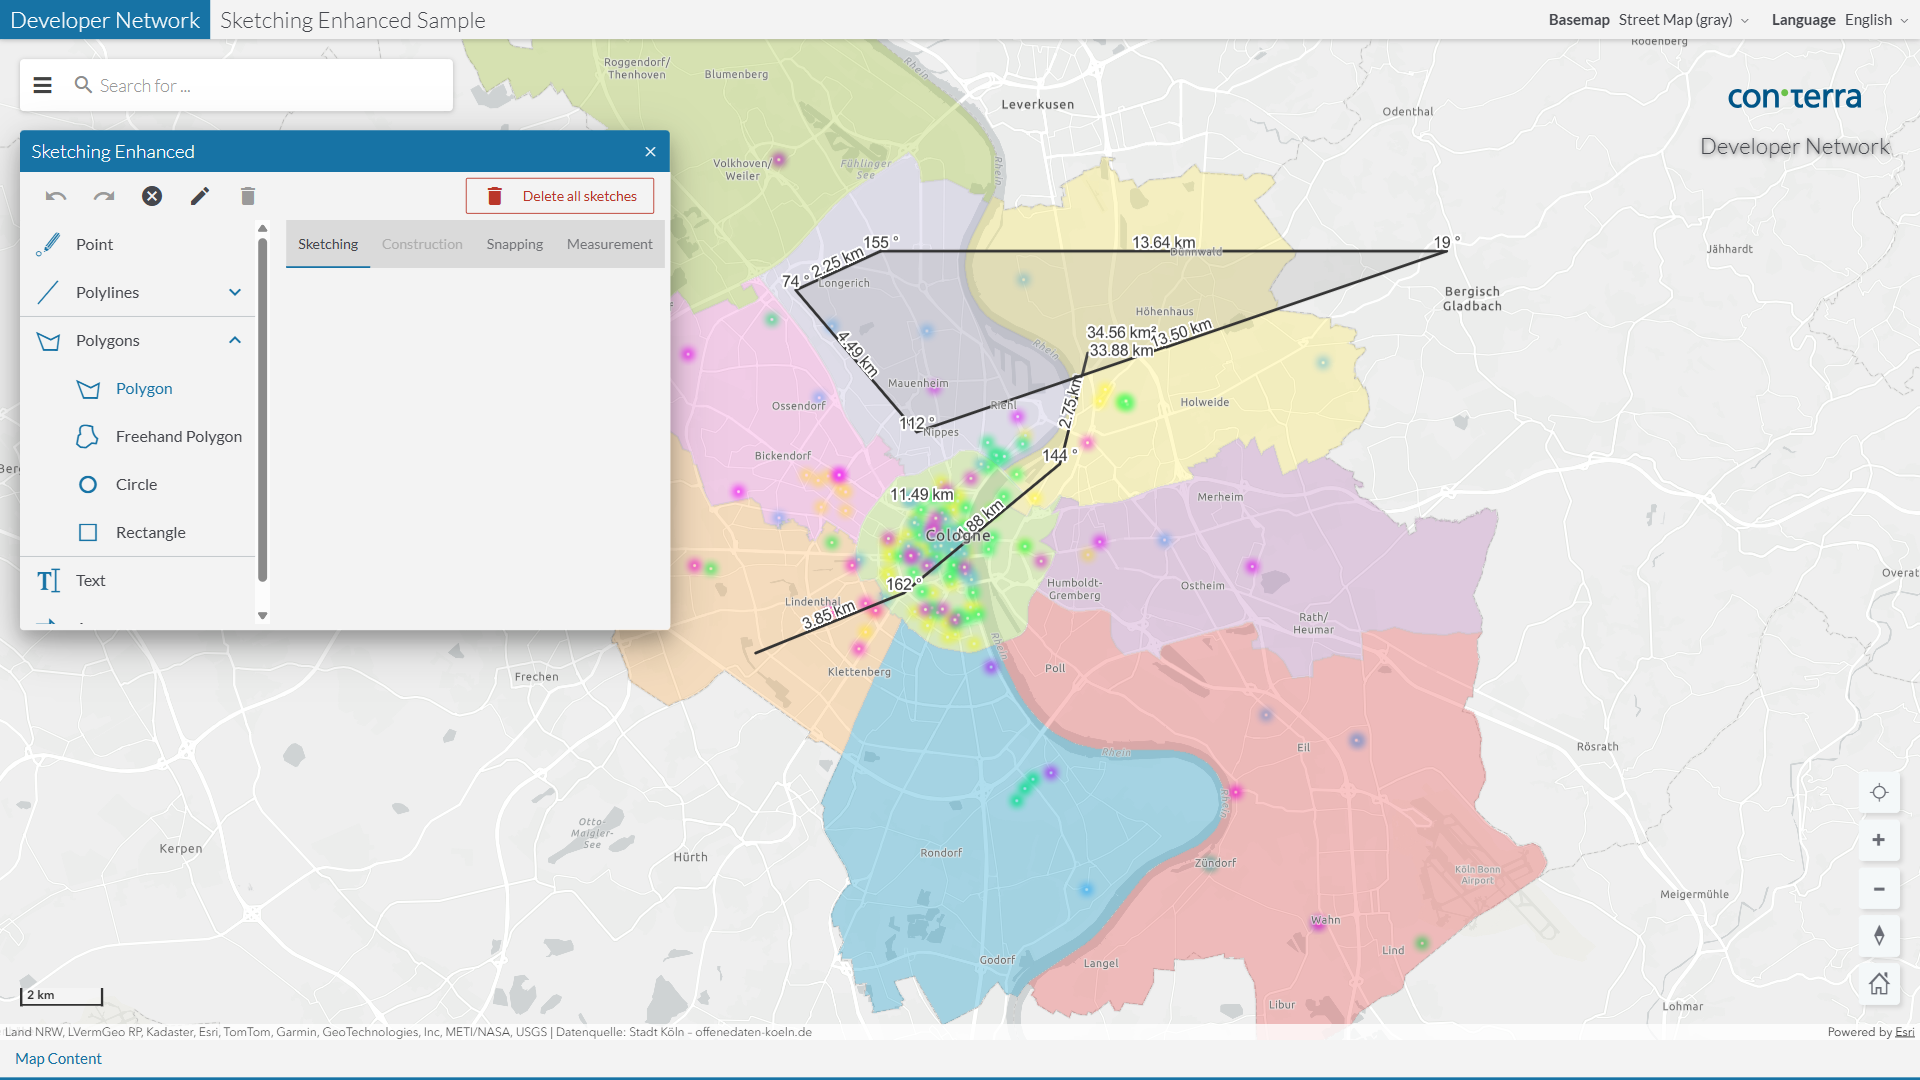 Developer Network
Sketching Enhanced Sample
Basemap Street Map (gray)
Language English
Search for ...
con terra
Developer Network
Sketching Enhanced
Delete all sketches
Point
Polylines
Polygons
Polygon
Freehand Polygon
Circle
Rectangle
Text
Sketching
Construction
Snapping
Measurement
Rodenberg
Roggendorf/
Thenhoven
Blumenberg
Rhein
Leverkusen
Odenthal
Volkhoven/
Weiler
Fühlinger
See
Rhein
155 °
13.64 km
19 °
Dünnwald
Jähhardt
2.25 km
74 °
Longerich
Bergisch
Gladbach
Höhenhaus
34.56 km²
33.88 km
13.50 km
4.49 km
Rhein
Mauenheim
Ossendorf
Riehl
2.75 km
Holweide
112 °
Nippes
Bickendorf
144 °
11.49 km
Merheim
Cologne
Humboldt-
Gremberg
Ostheim
Overat
162 °
Lindenthal
3.85 km
Rath/
Heumar
Rhein
Klettenberg
Poll
Frechen
Rhein
Eil
Rösrath
Rhein
Otto-
Maigler-
See
Kerpen
Hürth
Rondorf
Zündorf
Köln Bonn
Airport
Meigermühle
Wahn
Lind
Godorf
Langel
Libur
Lohmar
2 km
Land NRW, LVermGeo RP, Kadaster, Esri, TomTom, Garmin, GeoTechnologies, Inc, METI/NASA, USGS | Datenquelle: Stadt Köln - offenedaten-koeln.de
Powered by Esri
Map Content